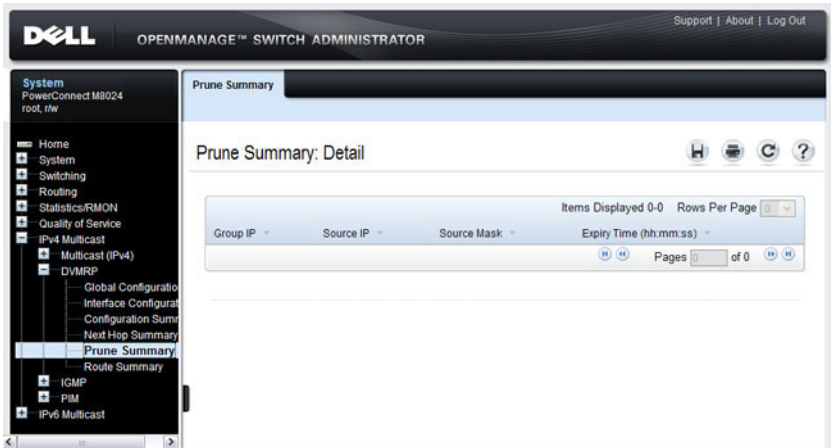 Support | About | Log Out
DELL OPENMANAGE™ SWITCH ADMINISTRATOR
System
PowerConnect M8024
root, r/w
Home
System
Switching
Routing
Statistics/RMON
Quality of Service
IPv4 Multicast
Multicast (IPv4)
DVMRP
Global Configuratio
Interface Configurat
Configuration Sumr
Next Hop Summary
Prune Summary
Route Summary
IGMP
PIM
IPv6 Multicast
Prune Summary
Prune Summary: Detail
Items Displayed 0-0 Rows Per Page 0
Group IP Source IP Source Mask Expiry Time (hh:mm:ss)
Pages 0 of 0